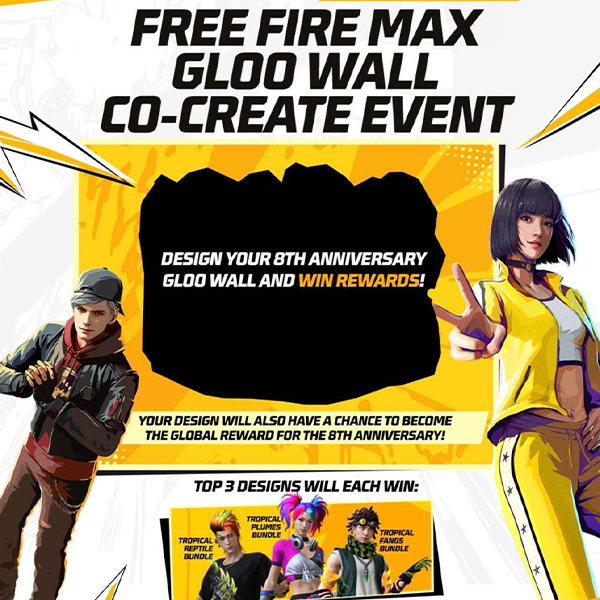 FREE FIRE MAX
GLOO WALL
CO-CREATE EVENT
DESIGN YOUR 8TH ANNIVERSARY
GLOO WALL AND WIN REWARDS!
YOUR DESIGN WILL ALSO HAVE A CHANCE TO BECOME
THE GLOBAL REWARD FOR THE 8TH ANNIVERSARY!
TOP 3 DESIGNS WILL EACH WIN:
TROPICAL
REPTILE
BUNDLE
TROPICAL
PLUMES
BUNDLE
TROPICAL
FANGS
BUNDLE